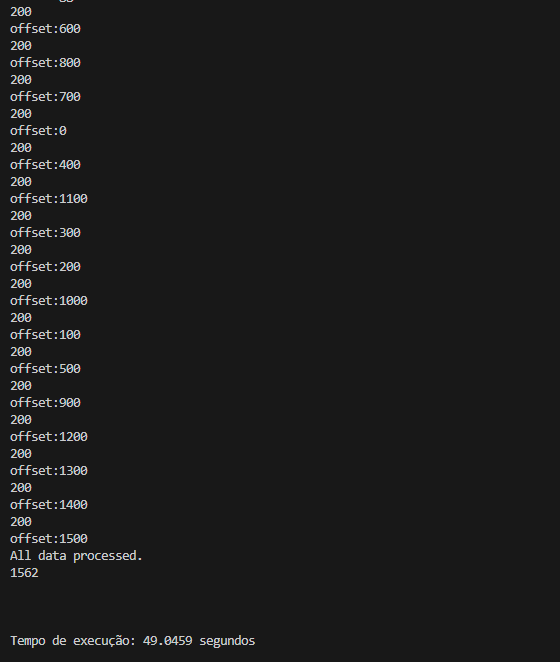 200
offset:600
200
offset:800
200
offset:700
200
offset:0
200
offset:400
200
offset:1100
200
offset:300
200
offset:200
200
offset:1000
200
offset:100
200
offset:500
200
offset:900
200
offset:1200
200
offset:1300
200
offset:1400
200
offset:1500
All data processed.
1562
Tempo de execução: 49.0459 segundos